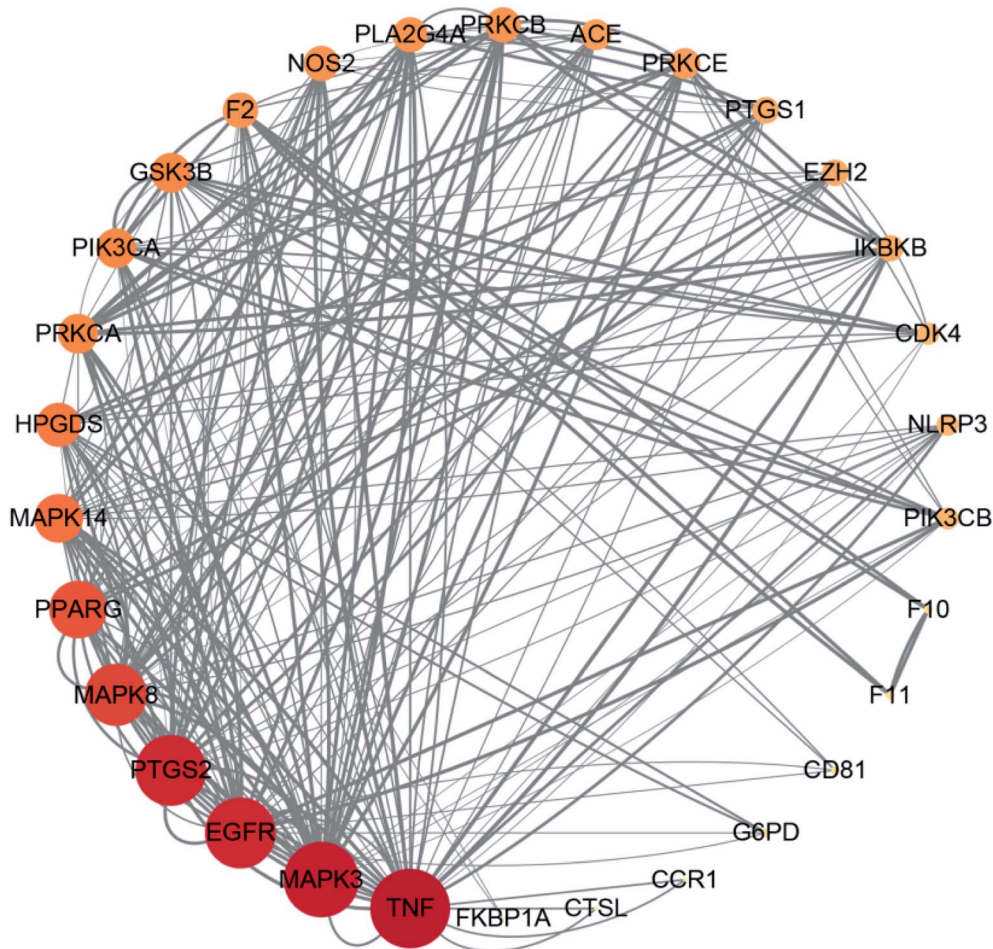 PLA2G4A
PRKCB
ACE
NOS2
PRKCE
F2
PTGS1
GSK3B
EZH2
PIK3CA
IKBKB
PRKCA
CDK4
HPGDS
NLRP3
MAPK14
PIK3CB
PPARG
F10
MAPK8
F11
PTGS2
CD81
EGFR
G6PD
MAPK3
CCR1
TNF
FKBP1A
CTSL